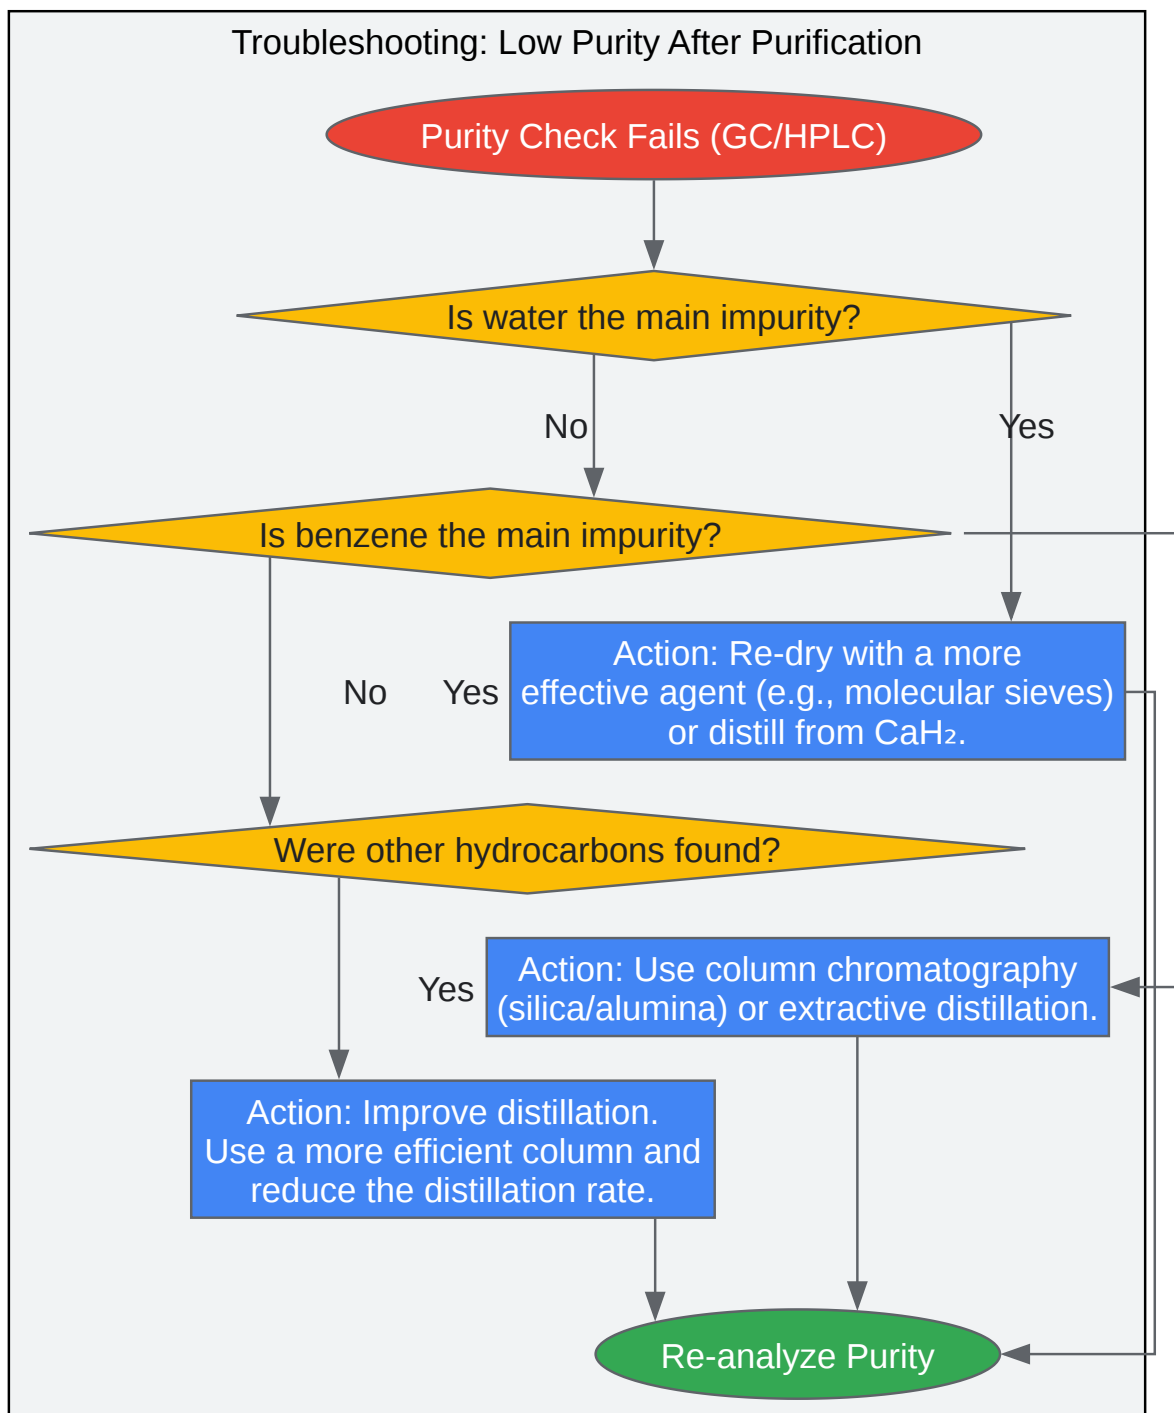 Troubleshooting: Low Purity After Purification
Purity Check Fails (GC/HPLC)
Is water the main impurity?
No
Yes
Is benzene the main impurity?
Action: Re-dry with a more
effective agent (e.g., molecular sieves)
or distill from CaH₂.
No
Yes
Were other hydrocarbons found?
Action: Use column chromatography
(silica/alumina) or extractive distillation.
Yes
Action: Improve distillation.
Use a more efficient column and
reduce the distillation rate.
Re-analyze Purity